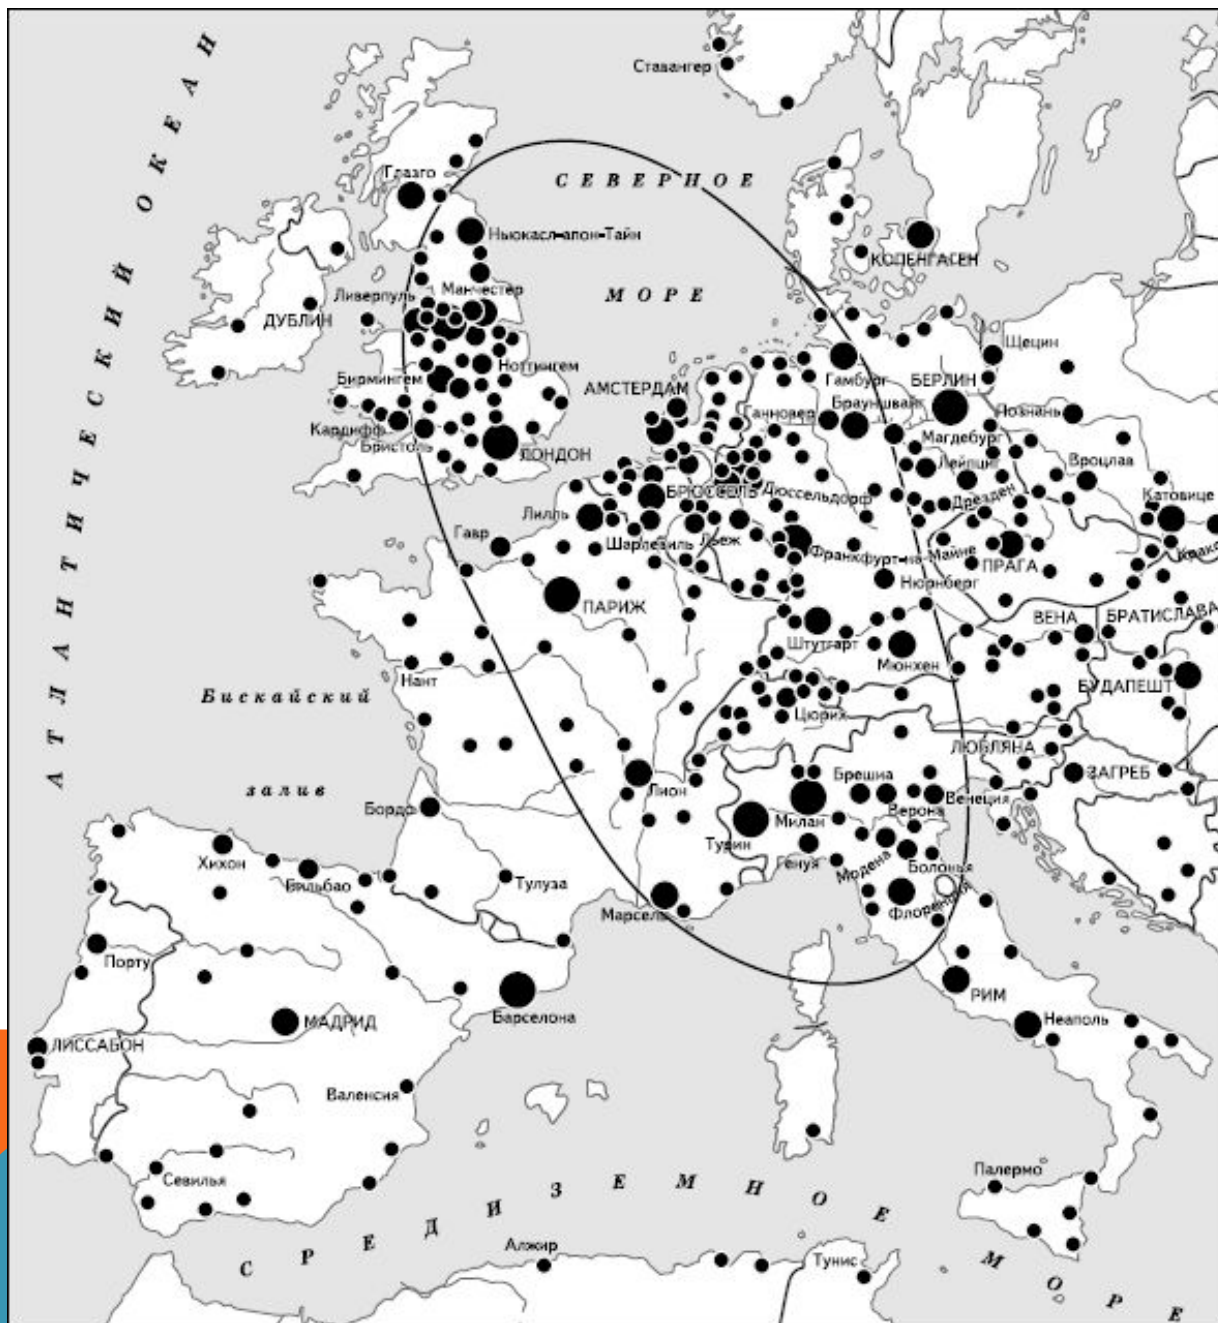 АТЛАНТИЧЕСКИЙ ОКЕАН
Ставангер
Глазго
СЕВЕРНОЕ
Ньюкасл-апон-Тайн
КОПЕНГАГЕН
МОРЕ
Ливерпуль
Манчестер
ДУБЛИН
Щецин
Ноттингем
Бирмингем
АМСТЕРДАМ
Гамбург
БЕРЛИН
Ганновер
Брауншвайг
Познань
Кардифф
Бристоль
ЛОНДОН
Магдебург
Лейпциг
Вроцлав
БРЮССЕЛЬ
Дюссельдорф
Дрезден
Катовице
Лилль
Гавр
Шарлевиль
Льеж
Франкфурт-на-Майне
ПРАГА
Крако
Нюрнберг
ПАРИЖ
ВЕНА
БРАТИСЛАВА
Штутгарт
Мюнхен
Нант
БУДАПЕШТ
Бискайский
Цюрих
ЛЮБЛЯНА
залив
Лион
Брешиа
ЗАГРЕБ
Бордо
Верона
Венеция
Милан
Турин
Генуя
Модена
Болонья
Хихон
Бильбао
Тулуза
Марсель
Флоренция
Порту
РИМ
Барселона
МАДРИД
Неаполь
ЛИССАБОН
Валенсия
Севилья
Палермо
СРЕДИЗЕМНОЕ МОРЕ
Алжир
Тунис